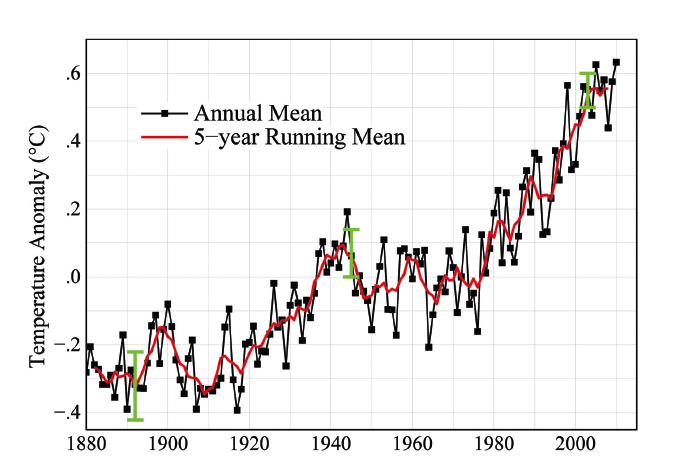 .6
.4
.2
.0
−.2
−.4
Temperature Anomaly (°C)
Annual Mean
5−year Running Mean
1880 1900 1920 1940 1960 1980 2000